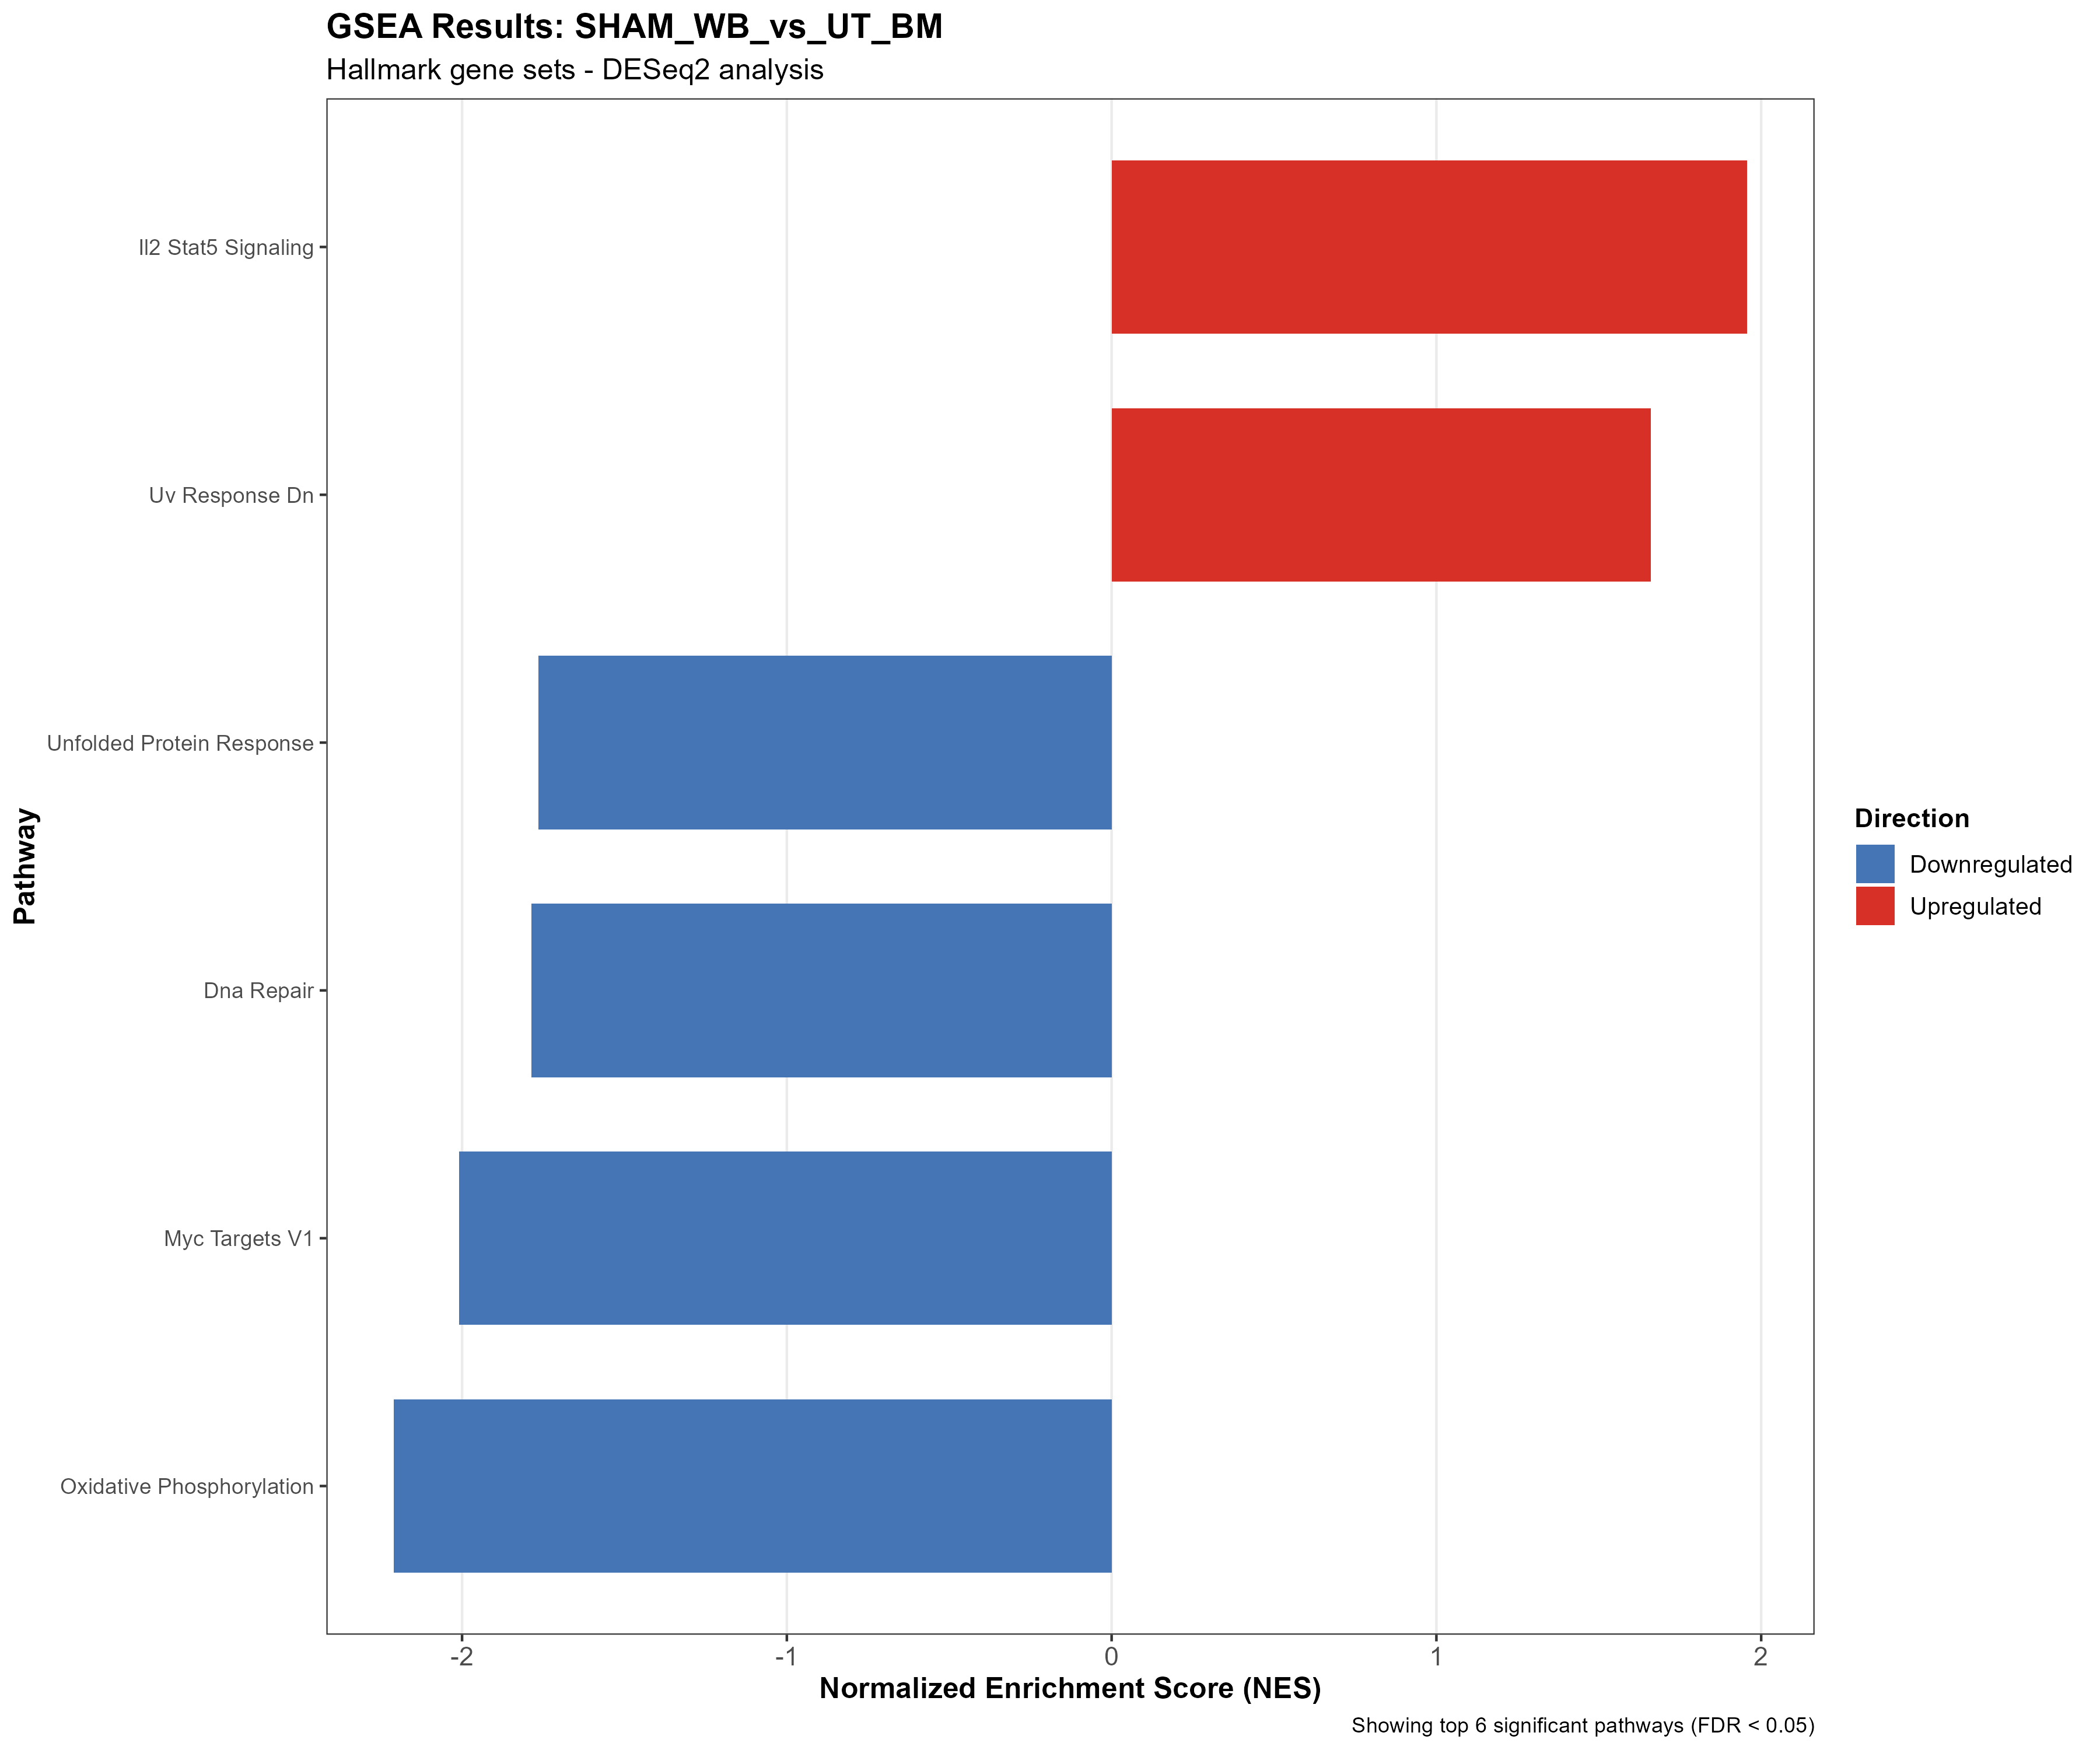 GSEA Results: SHAM_WB_vs_UT_BM
Hallmark gene sets - DESeq2 analysis
Il2 Stat5 Signaling
Uv Response Dn
Unfolded Protein Response
Dna Repair
Myc Targets V1
Oxidative Phosphorylation
Pathway
-2
-1
0
1
2
Normalized Enrichment Score (NES)
Showing top 6 significant pathways (FDR < 0.05)
Direction
Downregulated
Upregulated